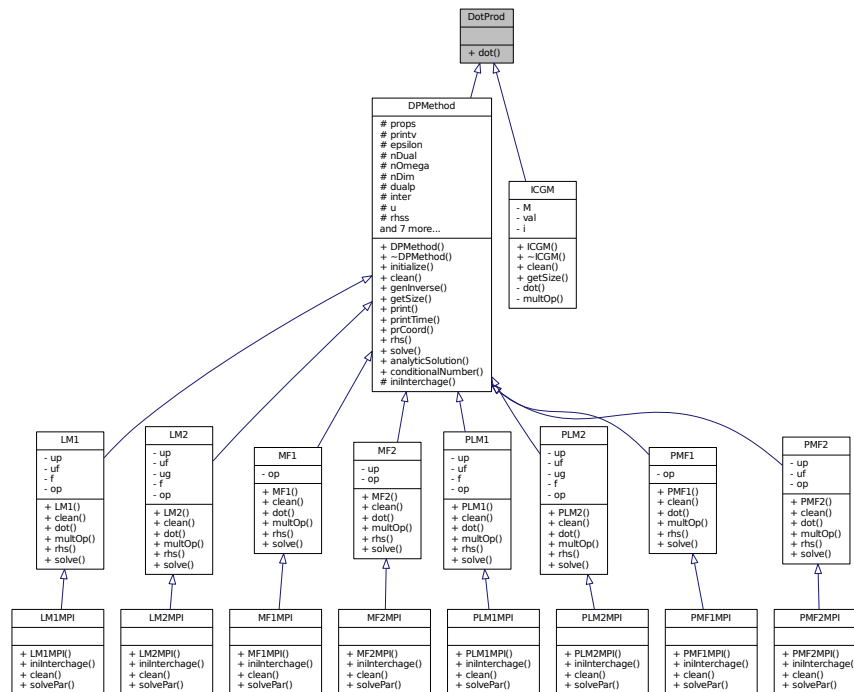 DotProd
+ dot()
DPMethod
# props
# printv
# epsilon
# nDual
# nOmega
# nDim
# dualp
# inter
# u
# rhss
and 7 more...
+ DPMethod()
+ ~DPMethod()
+ initialize()
+ clean()
+ genInverse()
+ getSize()
+ print()
+ printTime()
+ prCoord()
+ rhs()
+ solve()
+ analyticSolution()
+ conditionalNumber()
# iniInterchage()
ICGM
- M
- val
- i
+ ICGM()
+ ~ICGM()
+ clean()
+ getSize()
- dot()
- multOp()
LM1
- up
- uf
- f
- op
+ LM1()
+ clean()
+ dot()
+ multOp()
+ rhs()
+ solve()
LM2
- up
- uf
- ug
- f
- op
+ LM2()
+ clean()
+ dot()
+ multOp()
+ rhs()
+ solve()
MF1
- op
+ MF1()
+ clean()
+ dot()
+ multOp()
+ rhs()
+ solve()
MF2
- up
- op
+ MF2()
+ clean()
+ dot()
+ multOp()
+ rhs()
+ solve()
PLM1
- up
- uf
- f
- op
+ PLM1()
+ clean()
+ dot()
+ multOp()
+ rhs()
+ solve()
PLM2
- up
- uf
- ug
- f
- op
+ PLM2()
+ clean()
+ dot()
+ multOp()
+ rhs()
+ solve()
PMF1
- op
+ PMF1()
+ clean()
+ dot()
+ multOp()
+ rhs()
+ solve()
PMF2
- up
- uf
- op
+ PMF2()
+ clean()
+ dot()
+ multOp()
+ rhs()
+ solve()
LM1MPI
+ LM1MPI()
+ iniInterchage()
+ clean()
+ solvePar()
LM2MPI
+ LM2MPI()
+ iniInterchage()
+ clean()
+ solvePar()
MF1MPI
+ MF1MPI()
+ iniInterchage()
+ clean()
+ solvePar()
MF2MPI
+ MF2MPI()
+ iniInterchage()
+ clean()
+ solvePar()
PLM1MPI
+ PLM1MPI()
+ iniInterchage()
+ clean()
+ solvePar()
PLM2MPI
+ PLM2MPI()
+ iniInterchage()
+ clean()
+ solvePar()
PMF1MPI
+ PMF1MPI()
+ iniInterchage()
+ clean()
+ solvePar()
PMF2MPI
+ PMF2MPI()
+ iniInterchage()
+ clean()
+ solvePar()